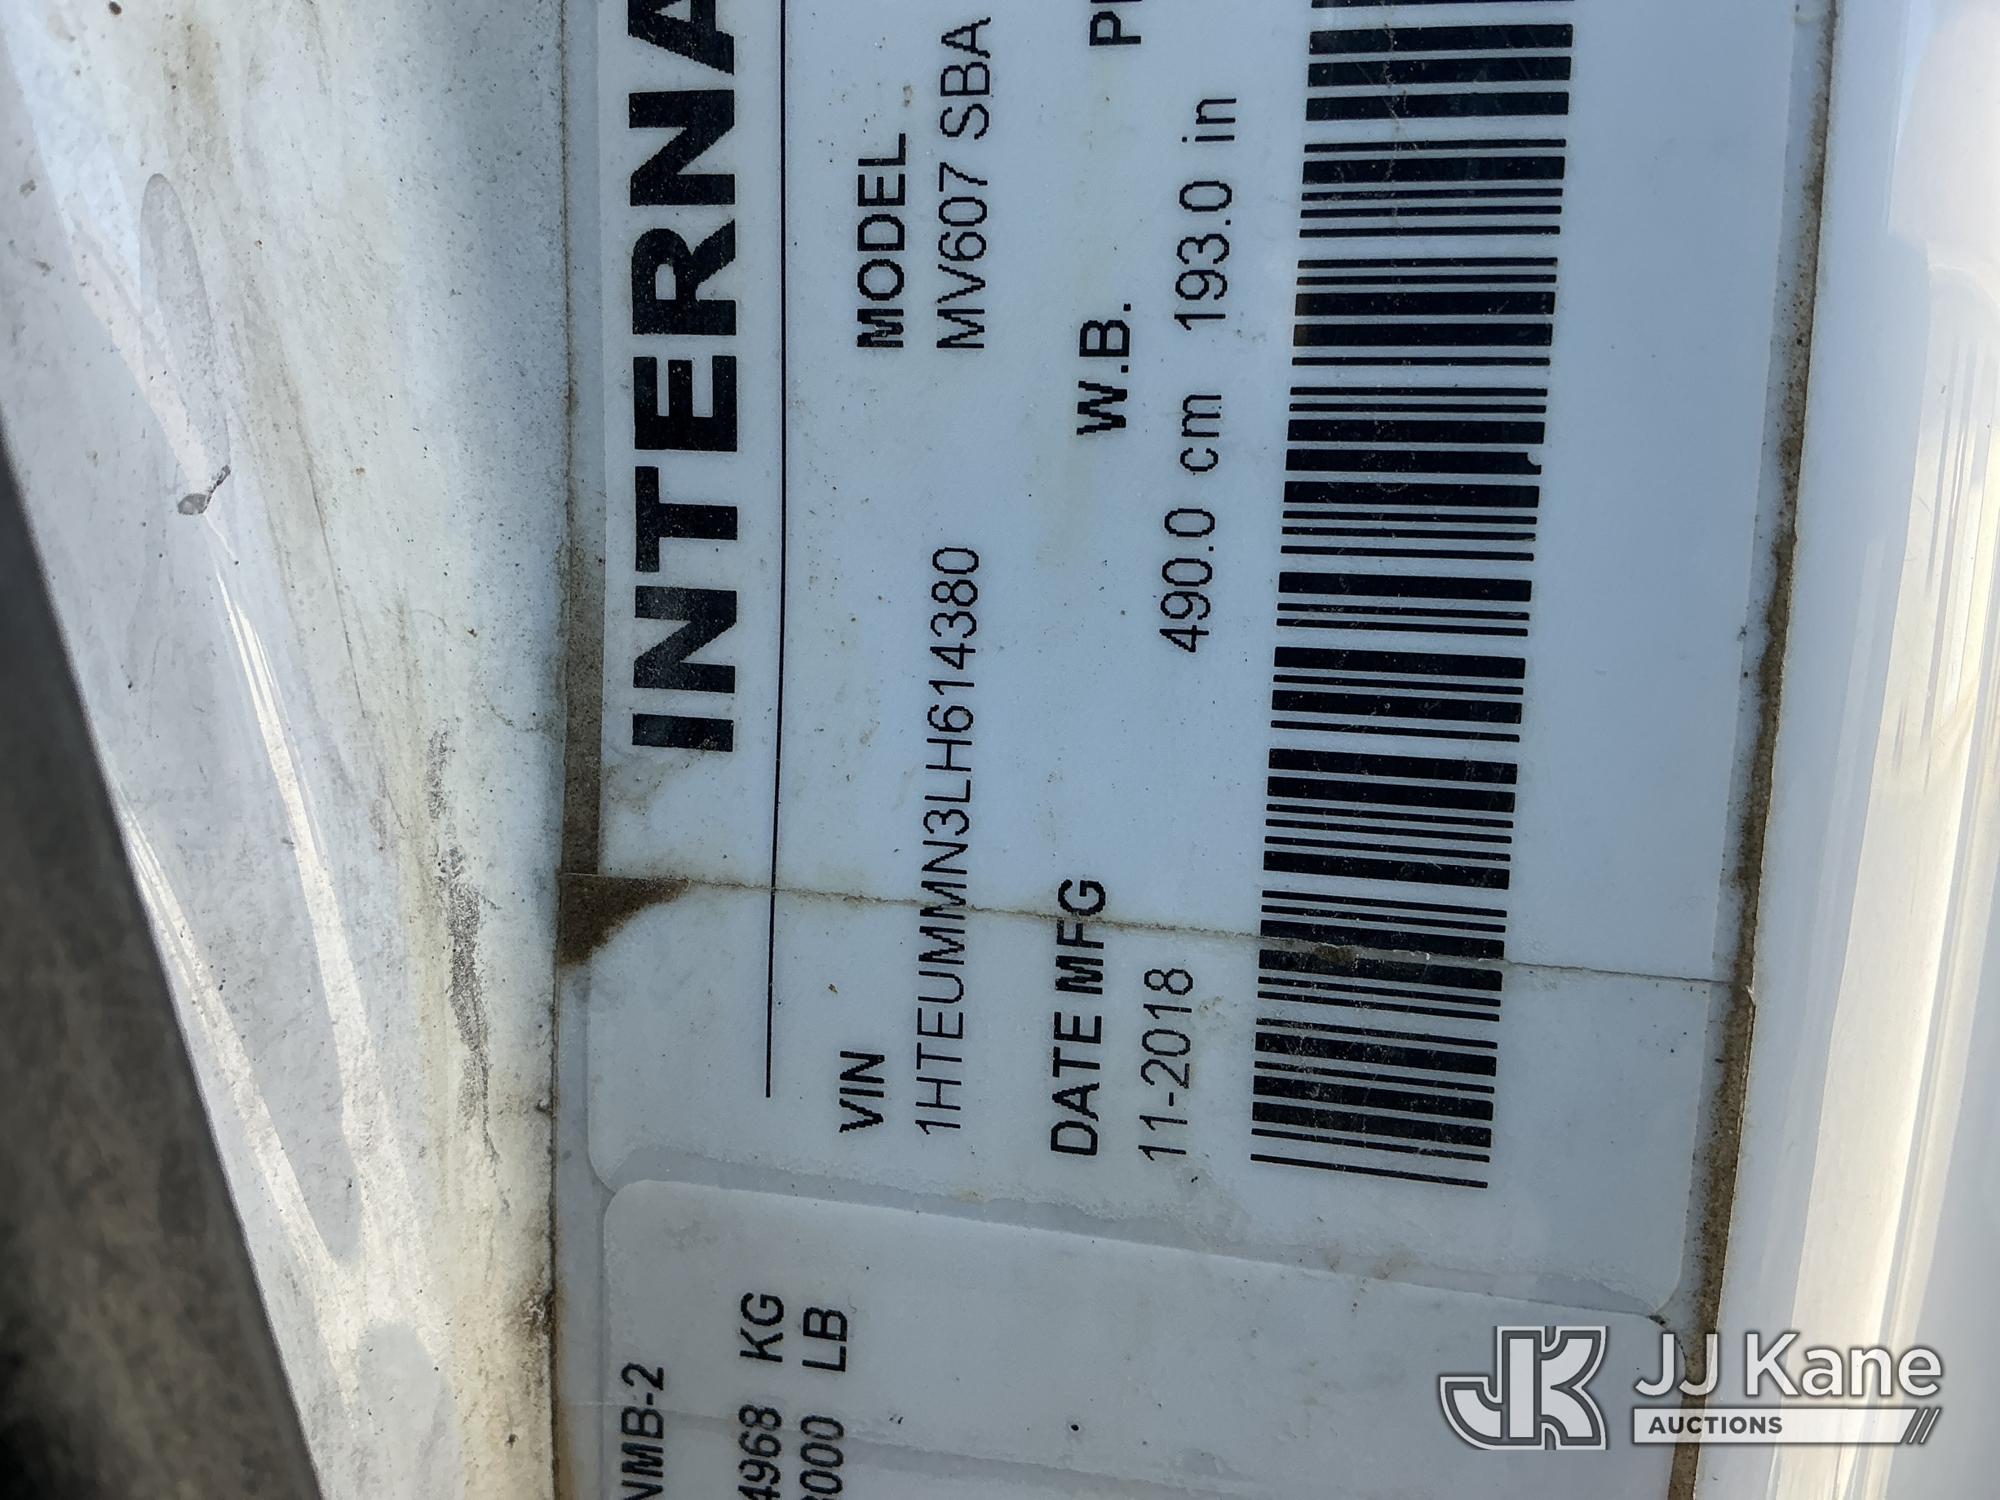 VIN MODEL
1HTEUMMN3LH614380 MV607 SBA
DATE MFG W.B.
11-2018 490.0 cm 193.0 in
JJ Kane
AUCTIONS
KG
LB